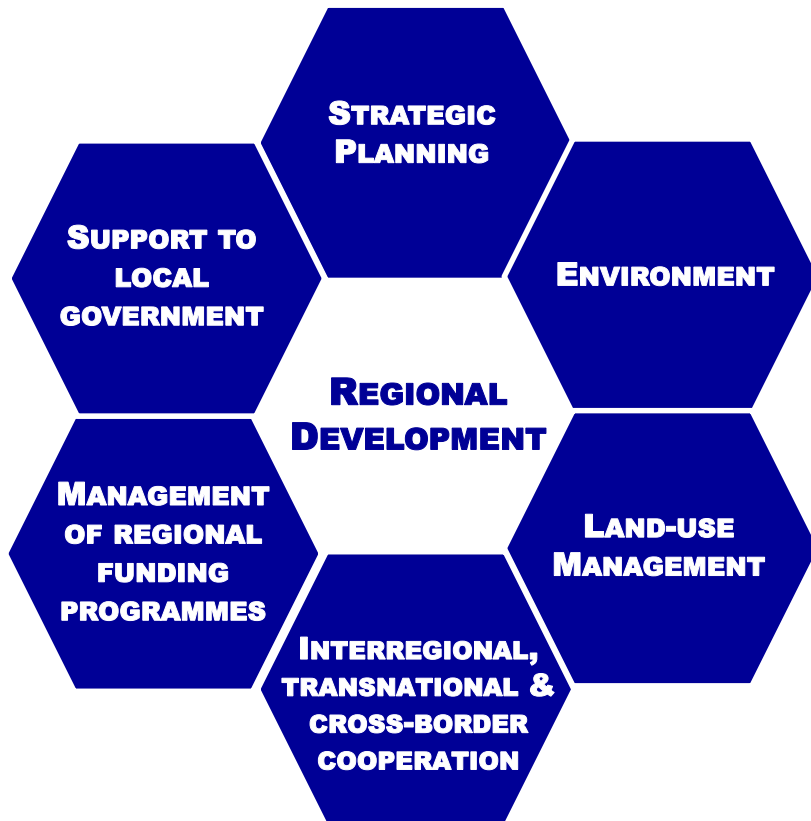 STRATEGIC
PLANNING
ENVIRONMENT
LAND-USE
MANAGEMENT
INTERREGIONAL,
TRANSNATIONAL &
CROSS-BORDER
COOPERATION
MANAGEMENT
OF REGIONAL
FUNDING
PROGRAMMES
SUPPORT TO
LOCAL
GOVERNMENT
REGIONAL
DEVELOPMENT